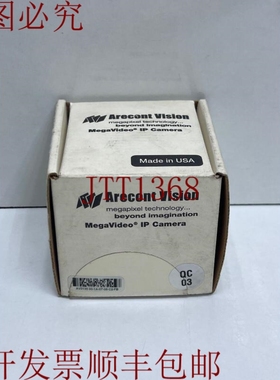 图必究
Arecont Vision
megapixel technology...
beyond imagination
MegaVideo® IP Camera
Made in USA
JTT1368
Arecont Vision
megapixel technology...
beyond imagination
MegaVideo® IP Camera
QC
03
开发票顺丰包邮